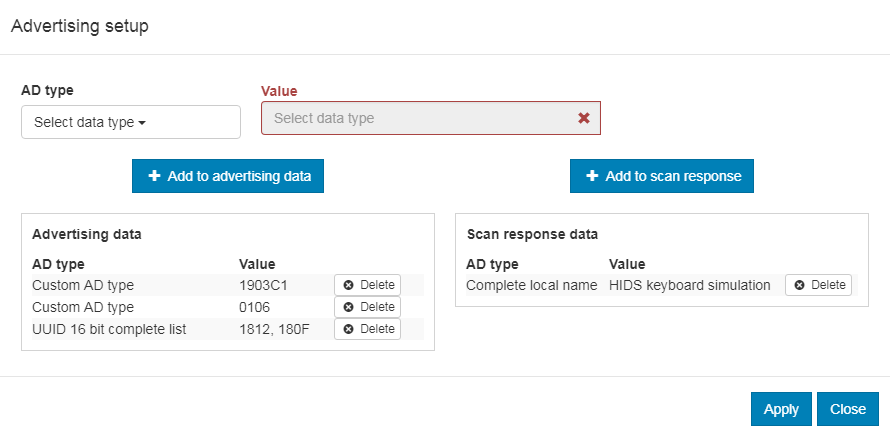 Advertising setup
AD type
Value
Select data type
Select data type
Add to advertising data
Add to scan response
Advertising data
AD type Value
Custom AD type 1903C1 Delete
Custom AD type 0106 Delete
UUID 16 bit complete list 1812, 180F Delete
Scan response data
AD type Value
Complete local name HIDS keyboard simulation Delete
Apply Close